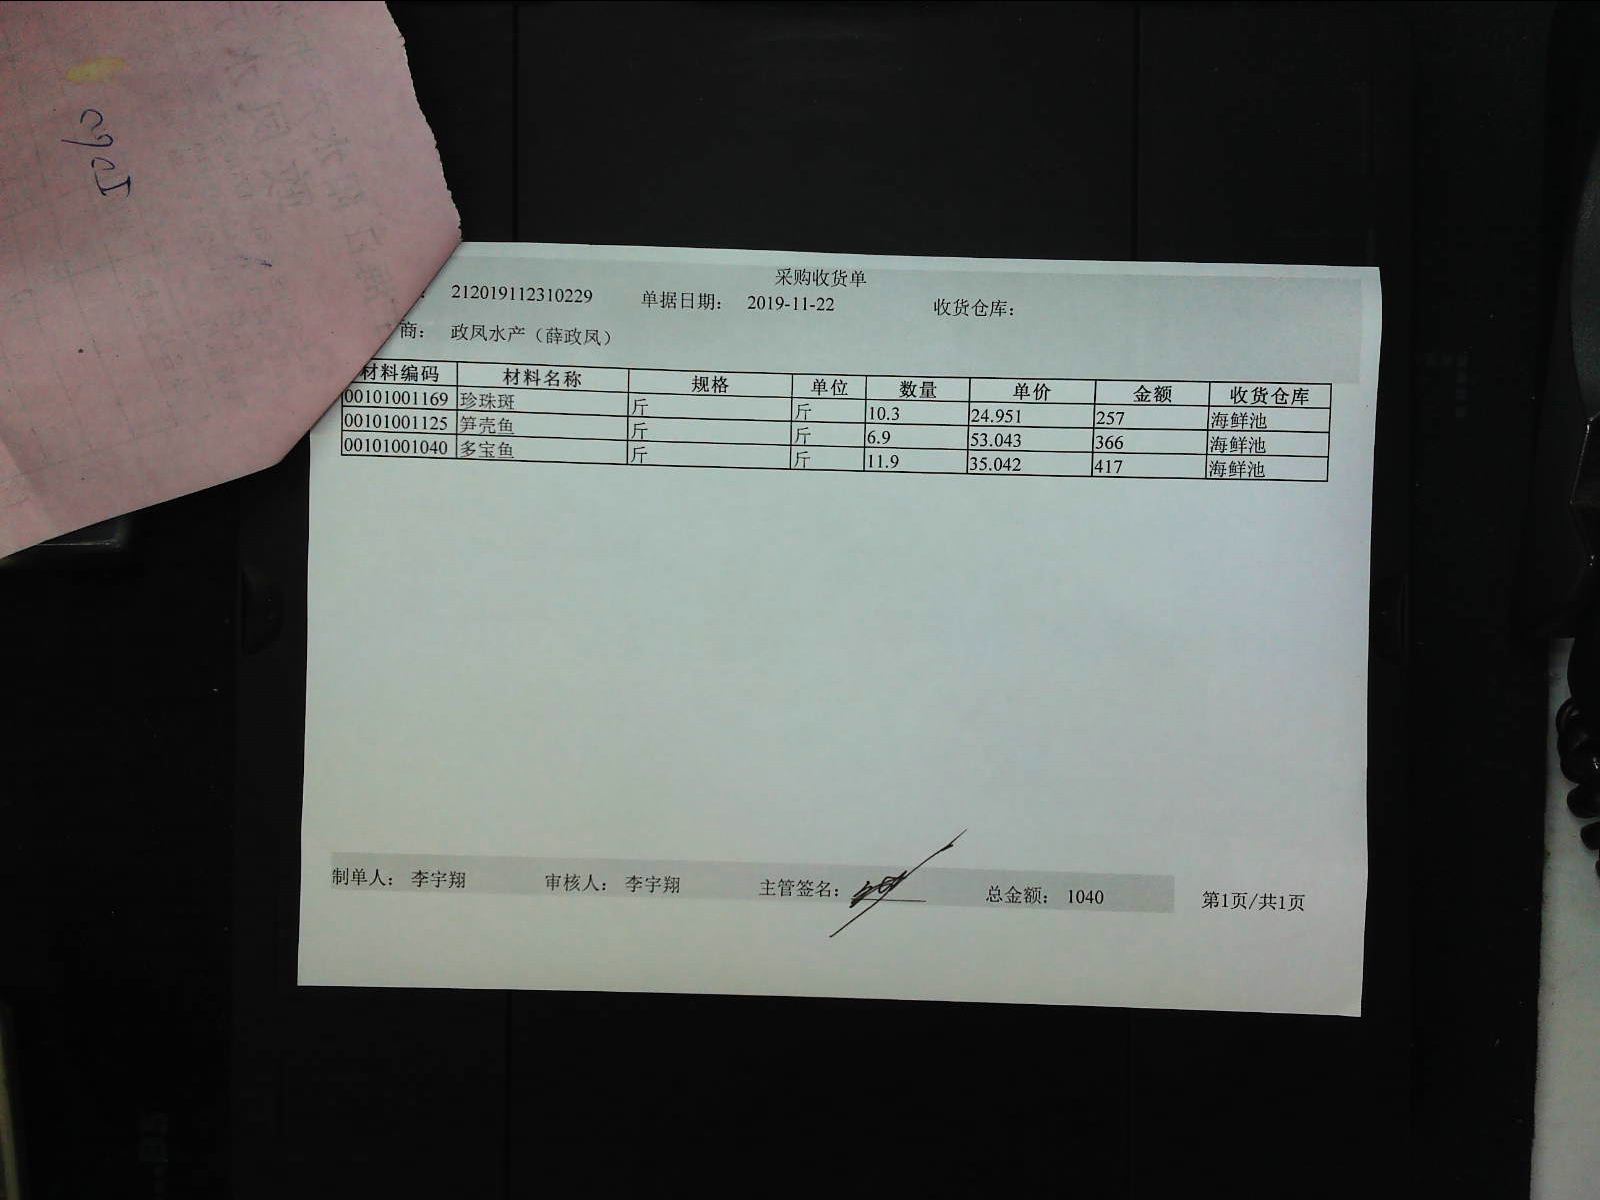 采购收货单
: 212019112310229 单据日期: 2019-11-22 收货仓库:
商: 政凤水产（薛政凤）
材料编码 材料名称 规格 单位 数量 单价 金额 收货仓库
00101001169 珍珠斑 斤 斤 10.3 24.951 257 海鲜池
00101001125 笋壳鱼 斤 斤 6.9 53.043 366 海鲜池
00101001040 多宝鱼 斤 斤 11.9 35.042 417 海鲜池
制单人: 李宇翔 审核人: 李宇翔 主管签名: 总金额: 1040 第1页/共1页